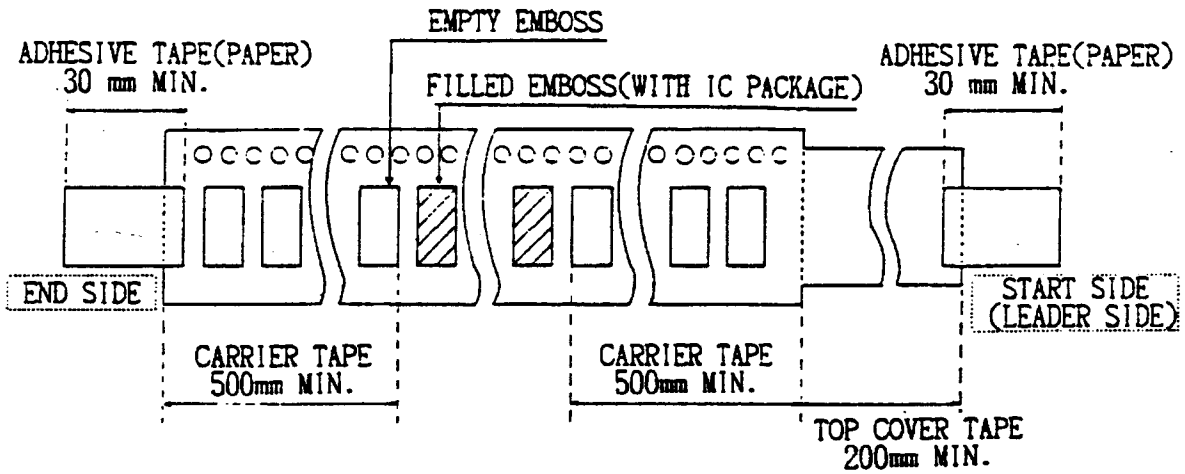 EMPTY EMBOSS
ADHESIVE TAPE(PAPER)
30 mm MIN.
FILLED EMBOSS(WITH IC PACKAGE)
ADHESIVE TAPE(PAPER)
30 mm MIN.
END SIDE
START SIDE
(LEADER SIDE)
CARRIER TAPE
500mm MIN.
CARRIER TAPE
500mm MIN.
TOP COVER TAPE
200mm MIN.